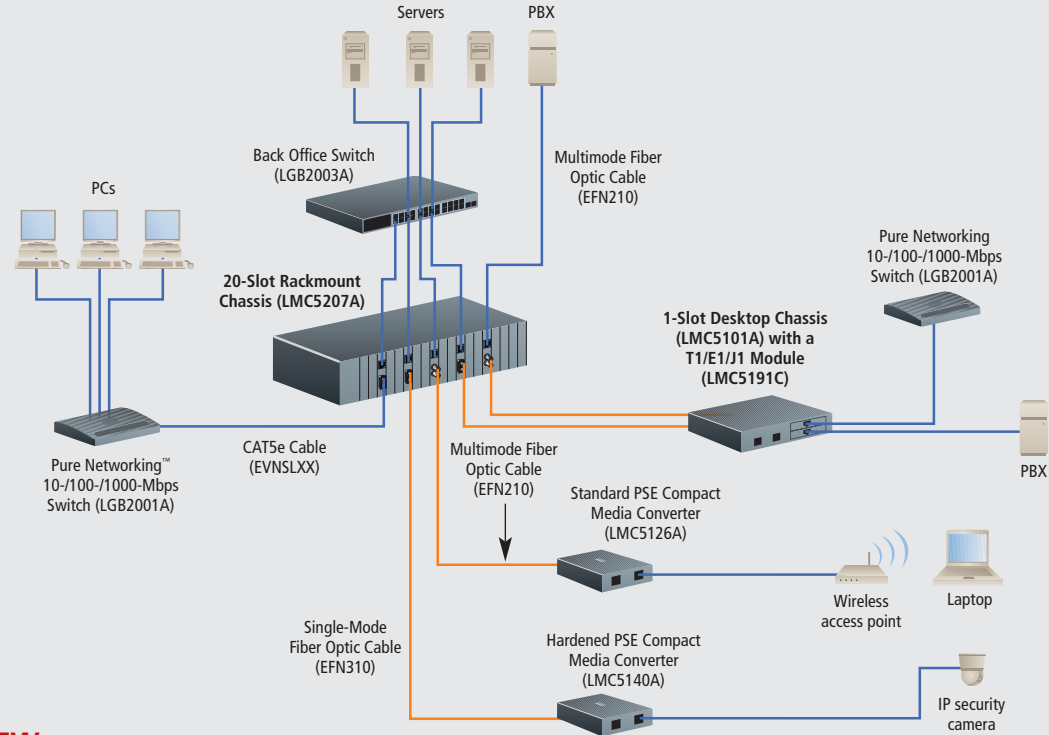 Servers
PBX
Back Office Switch
(LGB2003A)
Multimode Fiber
Optic Cable
(EFN210)
PCs
20-Slot Rackmount
Chassis (LMC5207A)
Pure Networking
10-/100-/1000-Mbps
Switch (LGB2001A)
1-Slot Desktop Chassis
(LMC5101A) with a
T1/E1/J1 Module
(LMC5191C)
CAT5e Cable
(EVNSLXX)
Pure Networking™
10-/100-/1000-Mbps
Switch (LGB2001A)
Multimode Fiber
Optic Cable
(EFN210)
PBX
Standard PSE Compact
Media Converter
(LMC5126A)
Wireless
access point
Laptop
Single-Mode
Fiber Optic Cable
(EFN310)
Hardened PSE Compact
Media Converter
(LMC5140A)
IP security
camera